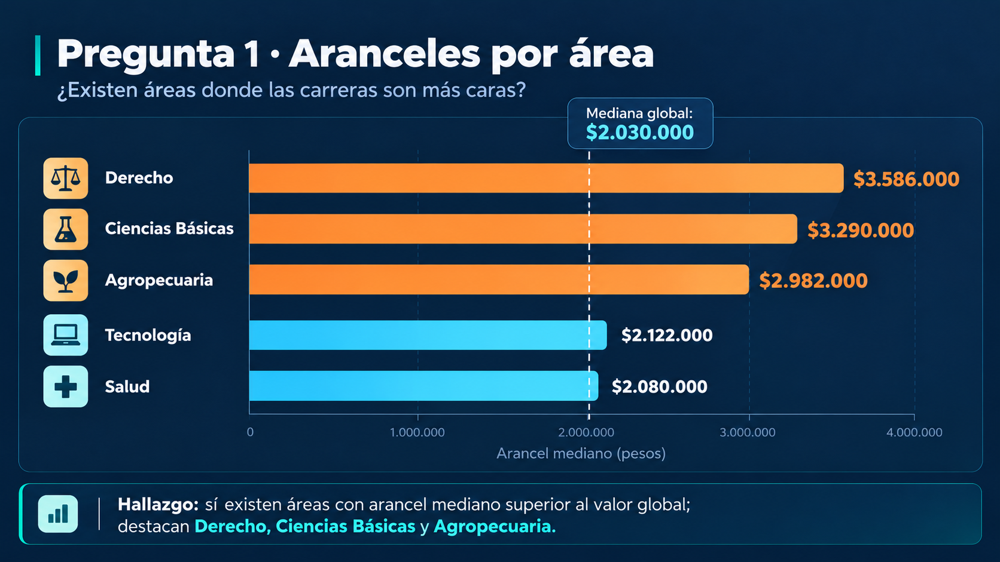 Pregunta 1 · Aranceles por área
¿Existen áreas donde las carreras son más caras?
Mediana global:
$2.030.000
Derecho
$3.586.000
Ciencias Básicas
$3.290.000
Agropecuaria
$2.982.000
Tecnología
$2.122.000
Salud
$2.080.000
0
1.000.000
2.000.000
3.000.000
4.000.000
Arancel mediano (pesos)
Hallazgo: sí existen áreas con arancel mediano superior al valor global;
destacan Derecho, Ciencias Básicas y Agropecuaria.